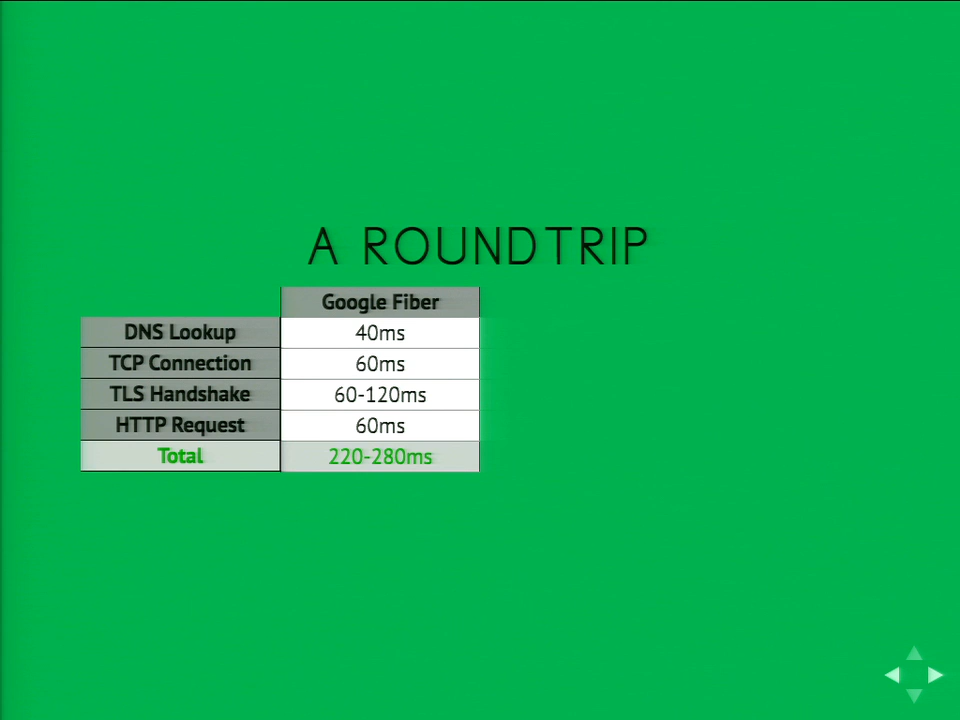 A ROUNDTRIP
Google Fiber
DNS Lookup 40ms
TCP Connection 60ms
TLS Handshake 60-120ms
HTTP Request 60ms
Total 220-280ms